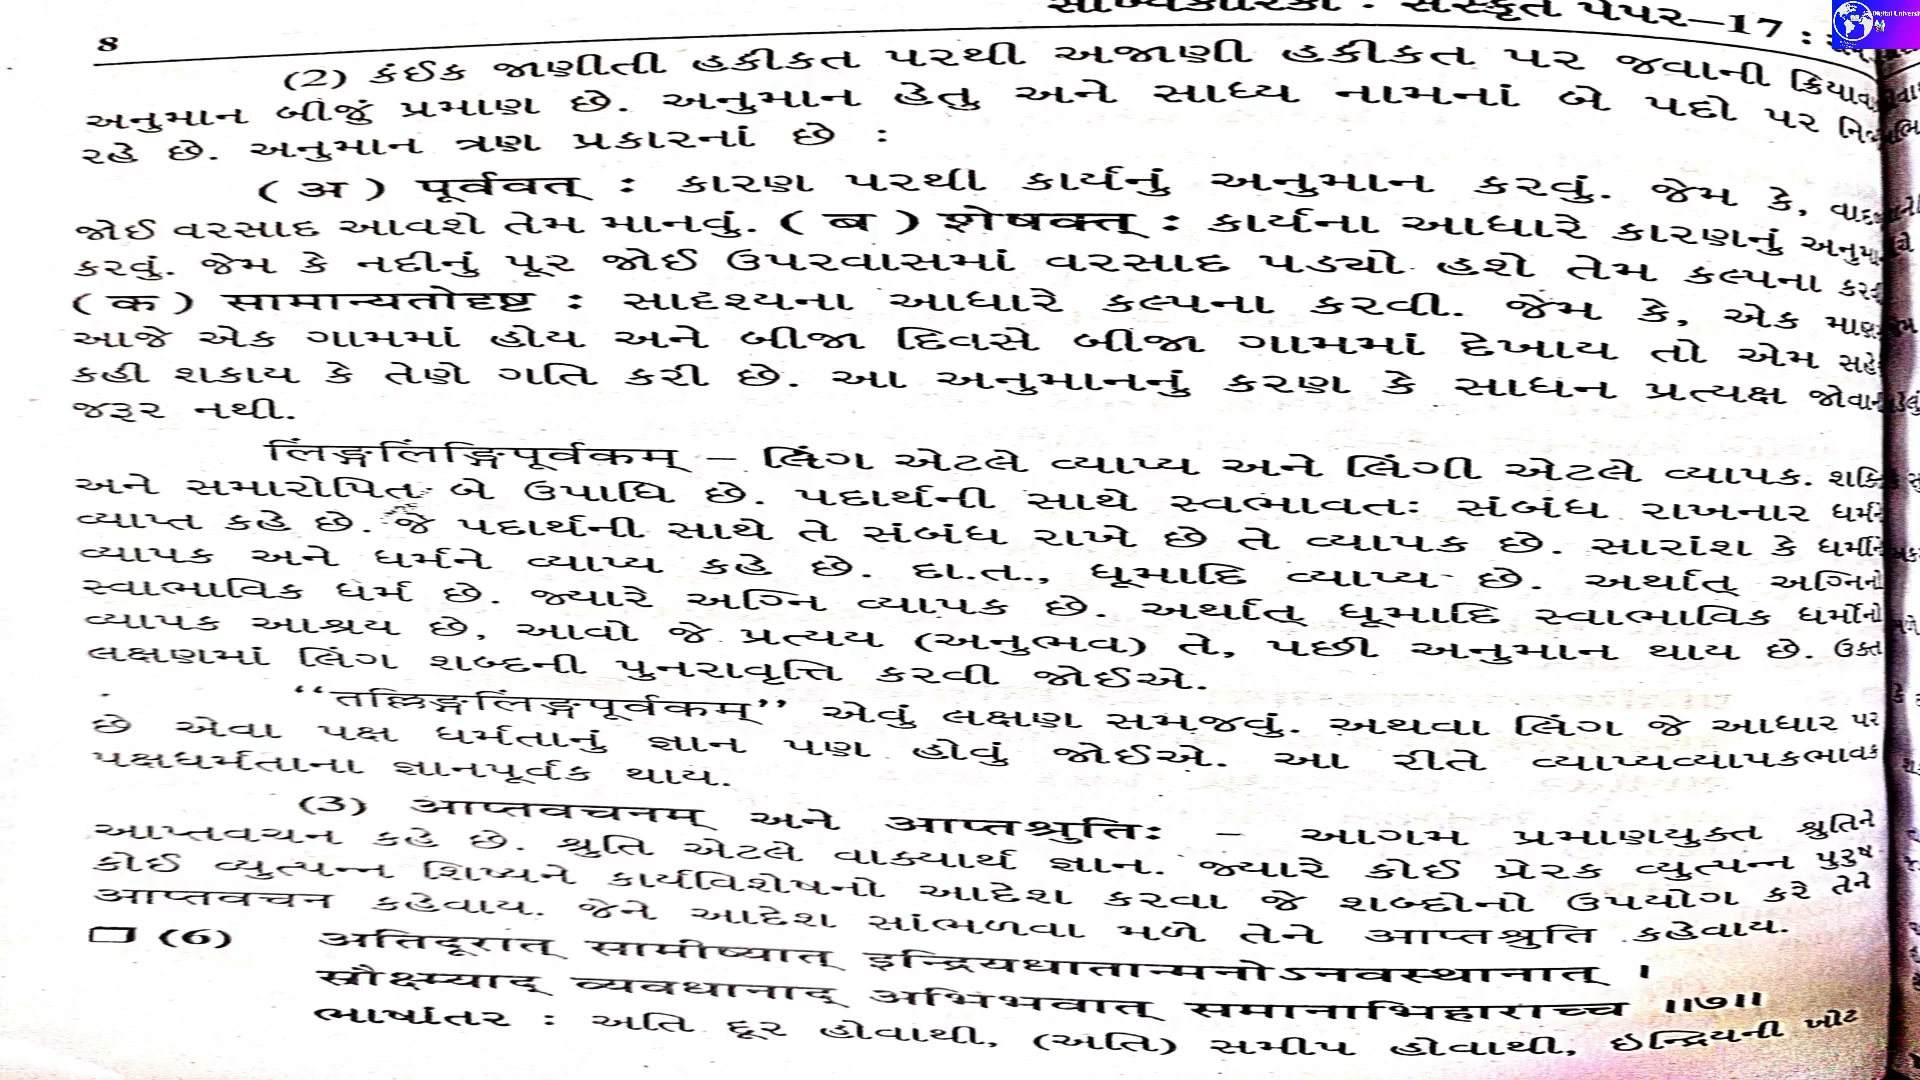 સાંખ્યકારિકા : સંસ્કૃત પેપર–17 :
Digital University
8
(2) કંઈક જાણીતી હકીકત પરથી અજાણી હકીકત પર જવાની
અનુમાન બીજું પ્રમાણ છે. અનુમાન હેતુ અને સાધ્ય નામનાં બે પદો પર
રહે છે. અનુમાન ત્રણ પ્રકારનાં છે :
( अ ) पूर्ववत् : કારણ પરથી કાર્યનું અનુમાન કરવું. જેમ કે,
જોઈ વરસાદ આવશે તેમ માનવું. ( ब ) शेषवत् : કાર્યના આધારે કારણનું
કરવું. જેમ કે નદીનું પૂર જોઈ ઉપરવાસમાં વરસાદ પડ્યો હશે તેમ કલ્પના
( क ) सामान्यतोदृष्ट : સાદૃશ્યના આધારે કલ્પના કરવી. જેમ કે, એક
આજે એક ગામમાં હોય અને બીજા દિવસે બીજા ગામમાં દેખાય તો એમ
કહી શકાય કે તેણે ગતિ કરી છે. આ અનુમાનનું કરણ કે સાધન પ્રત્યક્ષ
જરૂર નથી.
लिंङ्गलिंङ्गिपूर्वकम् – લિંગ એટલે વ્યાપ્ય અને લિંગી એટલે વ્યાપક.
અને સમારોપિત બે ઉપાધિ છે. પદાર્થની સાથે સ્વભાવતઃ સંબંધ રાખનાર ધર્મને
વ્યાપ્ત કહે છે. જે પદાર્થની સાથે તે સંબંધ રાખે છે તે વ્યાપક છે. સારાંશ કે ધર્મીને
વ્યાપક અને ધર્મને વ્યાપ્ય કહે છે. દા.ત., ધૂમાદિ વ્યાપ્ય છે. અર્થાત્ અગ્નિનો
સ્વાભાવિક ધર્મ છે. જ્યારે અગ્નિ વ્યાપક છે. અર્થાત્ ધૂમાદિ સ્વાભાવિક ધર્મોનો
વ્યાપક આશ્રય છે, આવો જે પ્રત્યય (અનુભવ) તે, પછી અનુમાન થાય છે. ઉક્ત
લક્ષણમાં લિંગ શબ્દની પુનરાવૃત્તિ કરવી જોઈએ.
‘‘तल्लिङ्गलिंङ्गपूर्वकम्’’ એવું લક્ષણ સમજવું. અથવા લિંગ જે આધાર પર
છે એવા પક્ષ ધર્મતાનું જ્ઞાન પણ હોવું જોઈએ. આ રીતે વ્યાપ્યવ્યાપકભાવક
પક્ષધર્મતાના જ્ઞાનપૂર્વક થાય.
(3) आप्तवचनम् અને आप्तश्रुतिः – આગમ પ્રમાણયુક્ત શ્રુતિને
આપ્તવચન કહે છે. શ્રુતિ એટલે વાક્યાર્થ જ્ઞાન. જ્યારે કોઈ પ્રેરક વ્યુત્પન્ન પુરુષ
કોઈ વ્યુત્પન્ન શિષ્યને કાર્યવિશેષનો આદેશ કરવા જે શબ્દોનો ઉપયોગ કરે તેને
આપ્તવચન કહેવાય. જેને આદેશ સાંભળવા મળે તેને આપ્તશ્રુતિ કહેવાય.
(6) अतिदूरात् सामीष्यात् इन्द्रियधातान्मनोऽनवस्थानात् ।
सौक्ष्म्याद् व्यवधानाद् अभिभवात् समानाभिहाराच्च ॥७॥
ભાષાંતર : અતિ દૂર હોવાથી, (અતિ) સમીપ હોવાથી, ઇન્દ્રિયની ખોટ